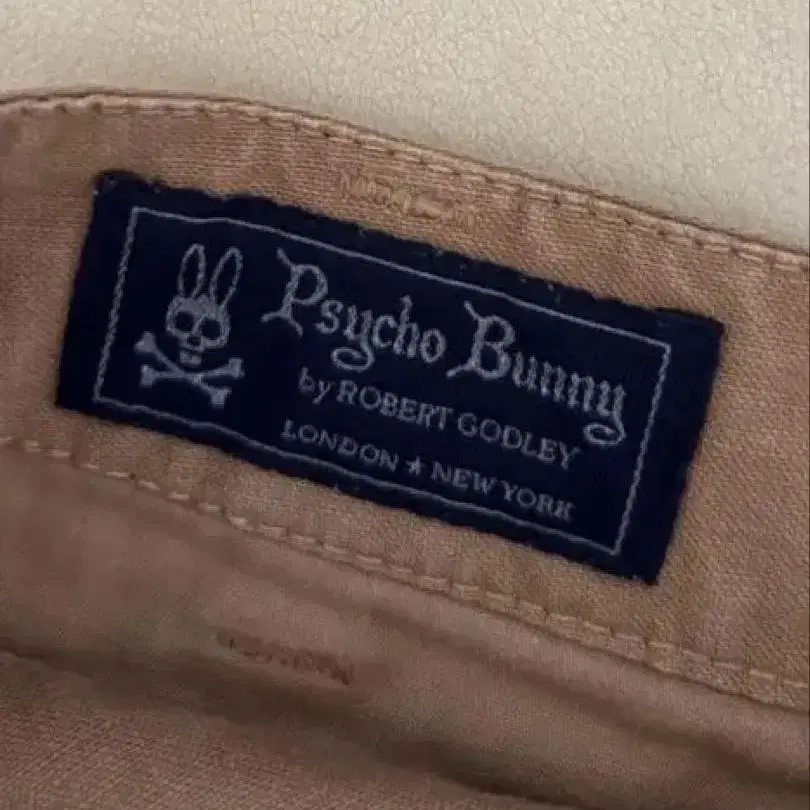 Psycho Bunny
by ROBERT GODLEY
LONDON ★ NEW YORK